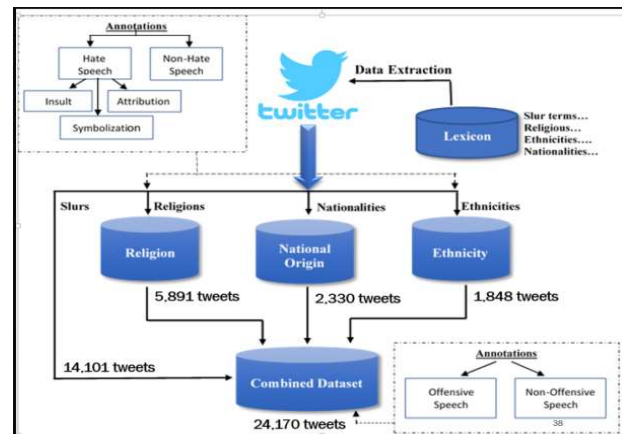 Annotations
Hate
Speech
Non-Hate
Speech
Insult
Attribution
Symbolization
twitter
Data Extraction
Lexicon
Slur terms…
Religious…
Ethnicities….
Nationalities…
Slurs
Religions
Nationalities
Ethnicities
Religion
National
Origin
Ethnicity
5,891 tweets
2,330 tweets
1,848 tweets
14,101 tweets
Combined Dataset
24,170 tweets
Annotations
Offensive
Speech
Non-Offensive
Speech
38